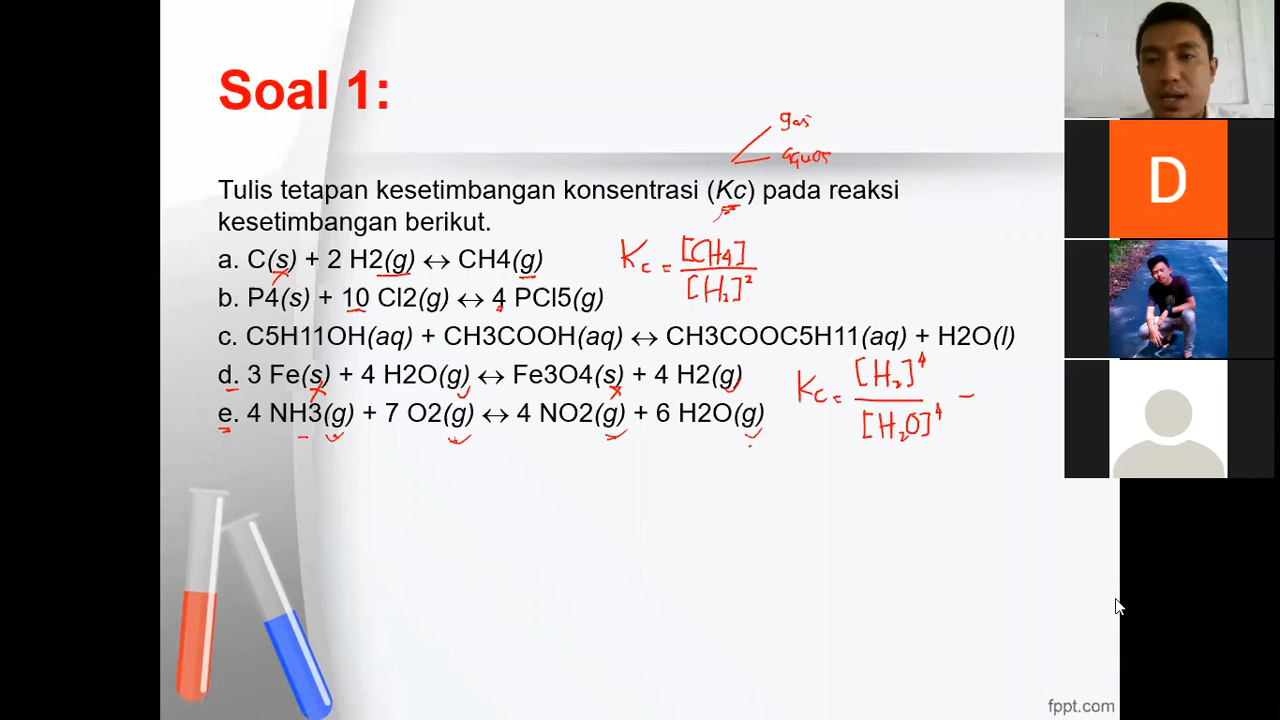 Soal 1:
gas
aquos
Tulis tetapan kesetimbangan konsentrasi (Kc) pada reaksi
kesetimbangan berikut.
a. C(s) + 2 H2(g) ↔ CH4(g)
Kc = [CH4] / [H2]²
b. P4(s) + 10 Cl2(g) ↔ 4 PCl5(g)
c. C5H11OH(aq) + CH3COOH(aq) ↔ CH3COOC5H11(aq) + H2O(l)
d. 3 Fe(s) + 4 H2O(g) ↔ Fe3O4(s) + 4 H2(g)
Kc = [H2]⁴ / [H2O]⁴
e. 4 NH3(g) + 7 O2(g) ↔ 4 NO2(g) + 6 H2O(g)
D
fppt.com